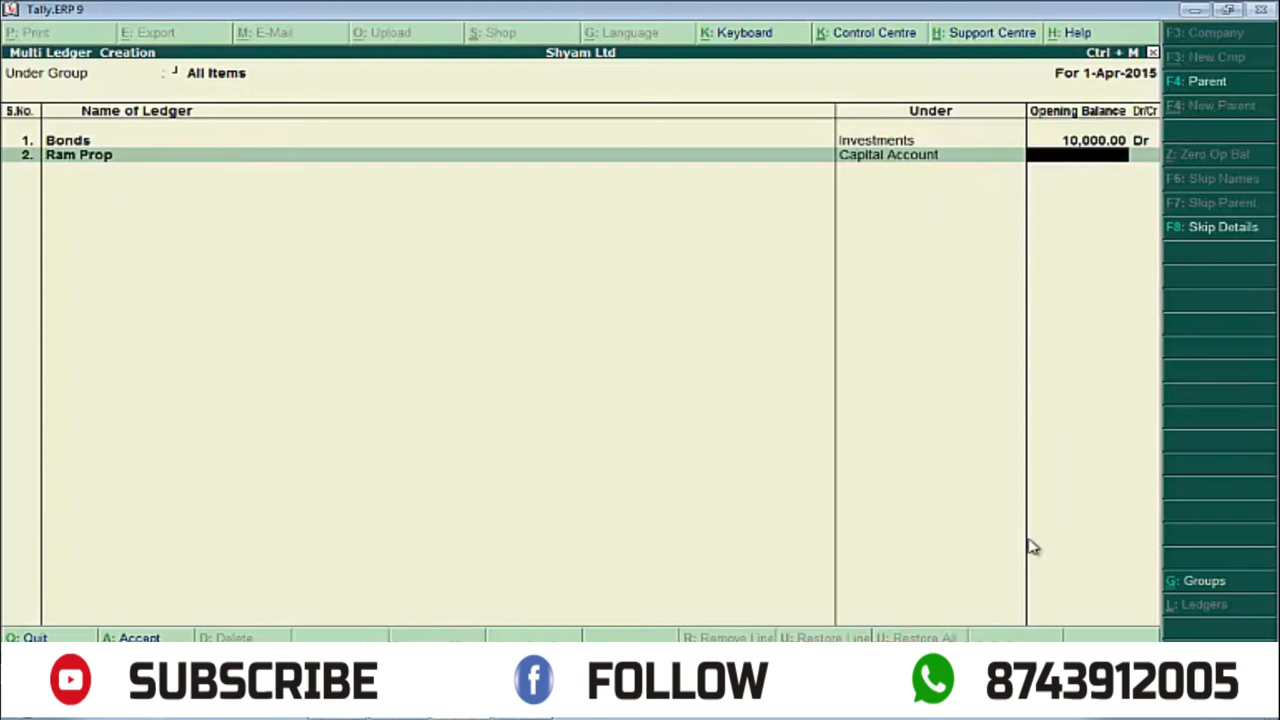 Tally.ERP 9
P: Print E: Export M: E-Mail O: Upload S: Shop G: Language K: Keyboard K: Control Centre H: Support Centre H: Help
Multi Ledger Creation Shyam Ltd Ctrl + M
Under Group : ┘ All Items For 1-Apr-2015
S.No. Name of Ledger Under Opening Balance Dr/Cr
1. Bonds Investments 10,000.00 Dr
2. Ram Prop Capital Account
F3: Company
F3: New Cmp
F4: Parent
F4: New Parent
Z: Zero Op Bal
F6: Skip Names
F7: Skip Parent
F8: Skip Details
G: Groups
L: Ledgers
Q: Quit A: Accept D: Delete R: Remove Line U: Restore Line U: Restore All
SUBSCRIBE FOLLOW 8743912005